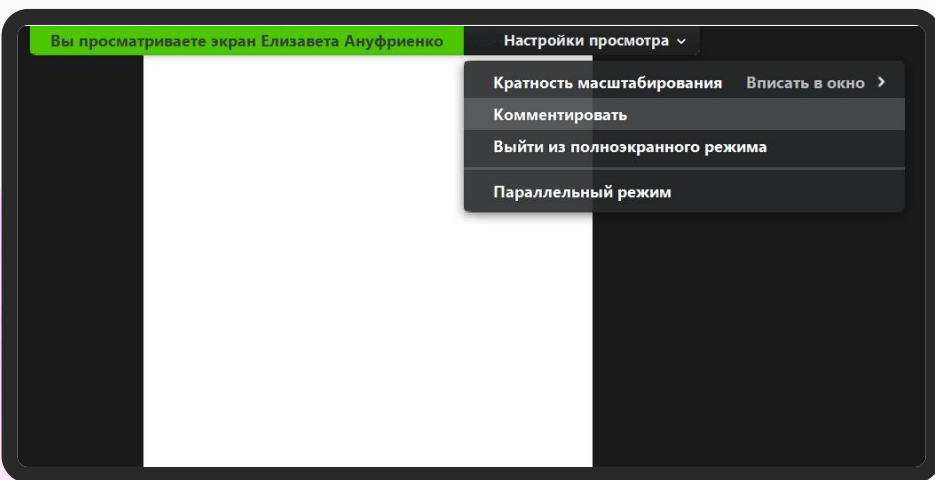 Вы просматриваете экран Елизавета Ануфриенко
Настройки просмотра
Кратность масштабирования Вписать в окно
Комментировать
Выйти из полноэкранного режима
Параллельный режим